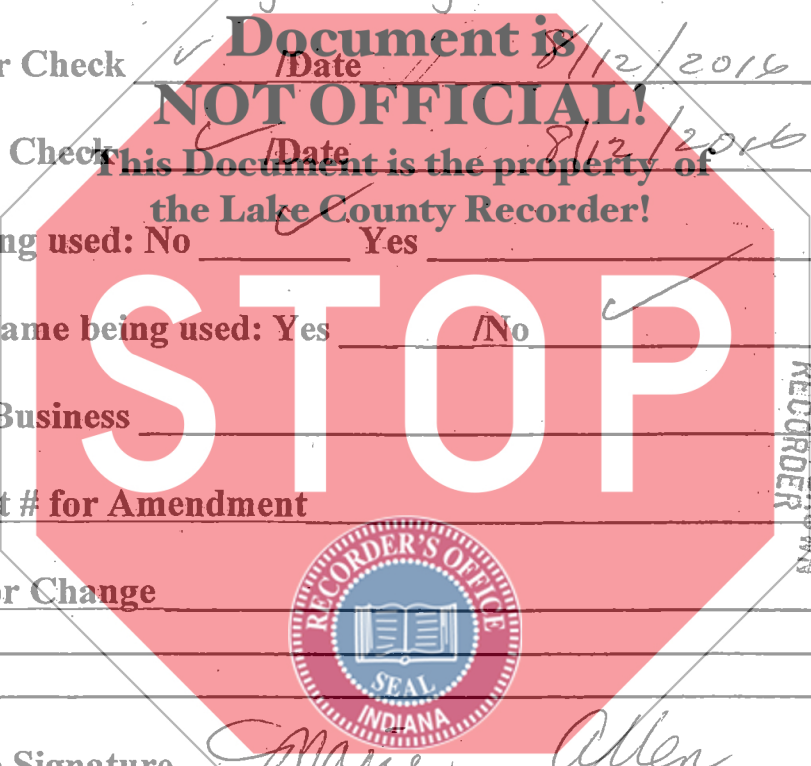 Document is
r Check /Date 8/12/2016
NOT OFFICIAL!
Check /Date 8/12/2016
This Document is the property of
the Lake County Recorder!
ng used: No Yes
STOP
ame being used: Yes /No
Business
RECORDER
t # for Amendment
RECORDER'S OFFICE
r Change
SEAL
INDIANA
Signature Allen